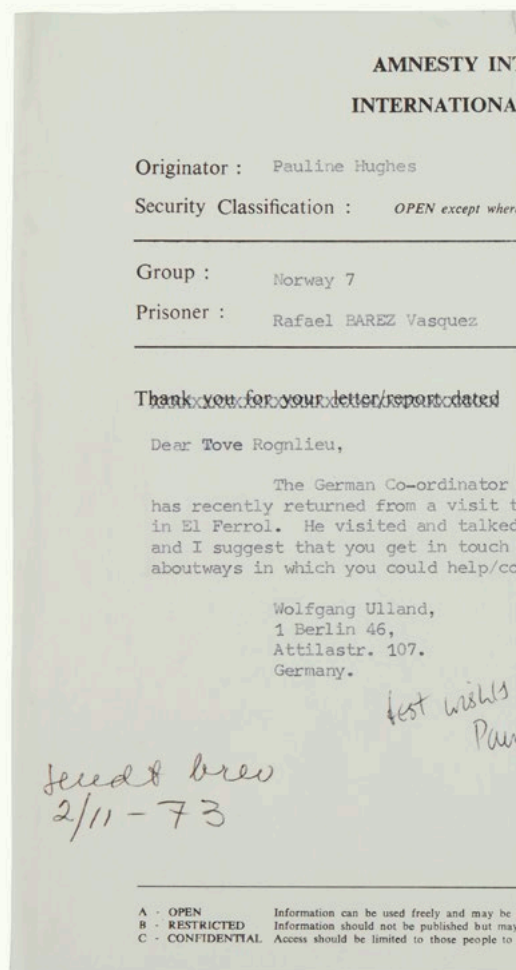 AMNESTY INT
INTERNATIONA
Originator : Pauline Hughes
Security Classification : OPEN except wher
Group : Norway 7
Prisoner : Rafael BAREZ Vasquez
Thank you for your letter/report dated
Dear Tove Rognlieu,
The German Co-ordinator
has recently returned from a visit t
in El Ferrol. He visited and talked
and I suggest that you get in touch
aboutways in which you could help/co
Wolfgang Ulland,
1 Berlin 46,
Attilastr. 107.
Germany.
best wishes
Pau
sendt brev
2/11-73
A - OPEN Information can be used freely and may be
B - RESTRICTED Information should not be published but may
C - CONFIDENTIAL Access should be limited to those people to